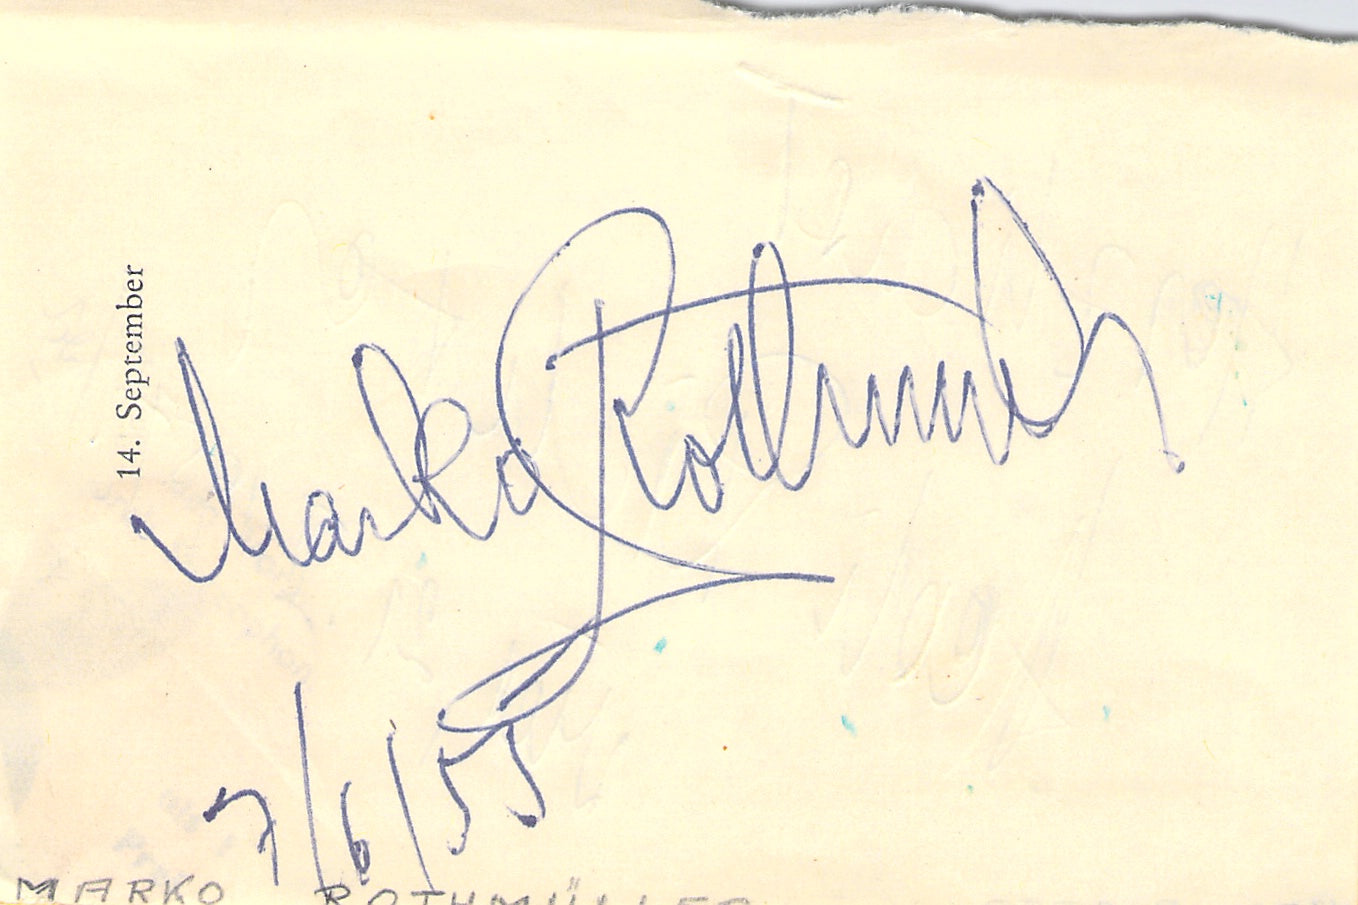 14. September
Marko Rothmüller
7/6/55
MARKO ROTHMÜLLER